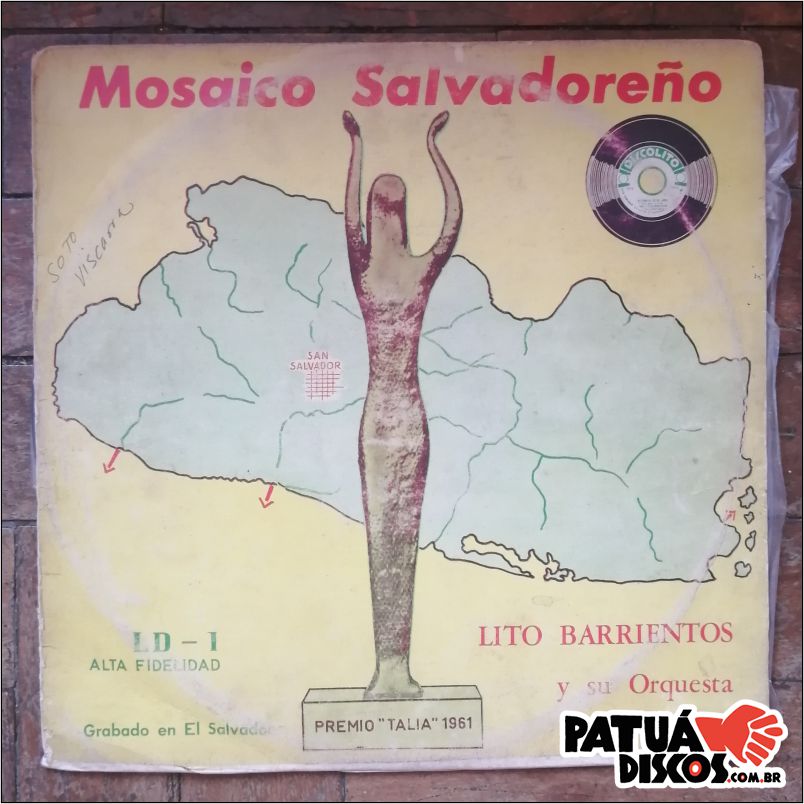 Mosaico Salvadoreño
DISCOLITO
SOTO
VISCARRA
SAN
SALVADOR
LD-1
ALTA FIDELIDAD
LITO BARRIENTOS
y su Orquesta
Grabado en El Salvador
PREMIO "TALIA" 1961
PATUÁ
DISCOS.COM.BR